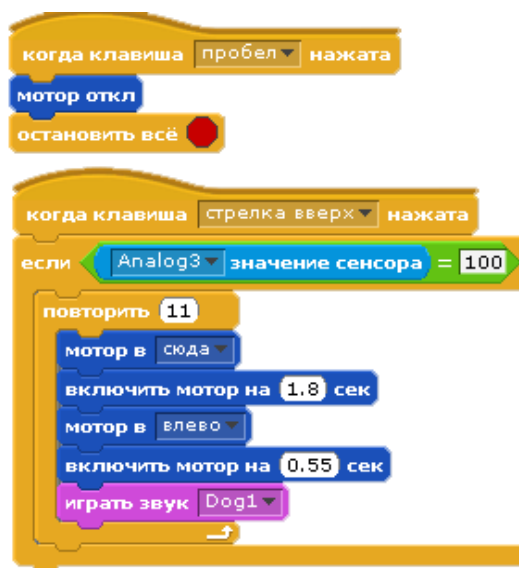 когда клавиша пробел нажата
мотор откл
остановить всё
когда клавиша стрелка вверх нажата
если Analog3 значение сенсора = 100
повторить 11
мотор в сюда
включить мотор на 1.8 сек
мотор в влево
включить мотор на 0.55 сек
играть звук Dog1